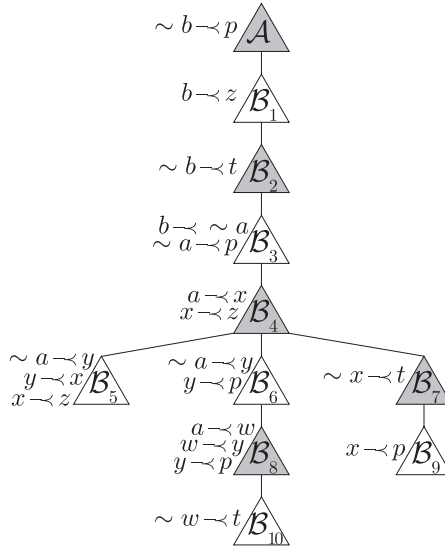 ∼ b ⤙ p
𝒜
b ⤙ z
ℬ1
∼ b ⤙ t
ℬ2
b ⤙ ∼ a
∼ a ⤙ p
ℬ3
a ⤙ x
x ⤙ z
ℬ4
∼ a ⤙ y
y ⤙ x
x ⤙ z
ℬ5
∼ a ⤙ y
y ⤙ p
ℬ6
∼ x ⤙ t
ℬ7
a ⤙ w
w ⤙ y
y ⤙ p
ℬ8
x ⤙ p
ℬ9
∼ w ⤙ t
ℬ10